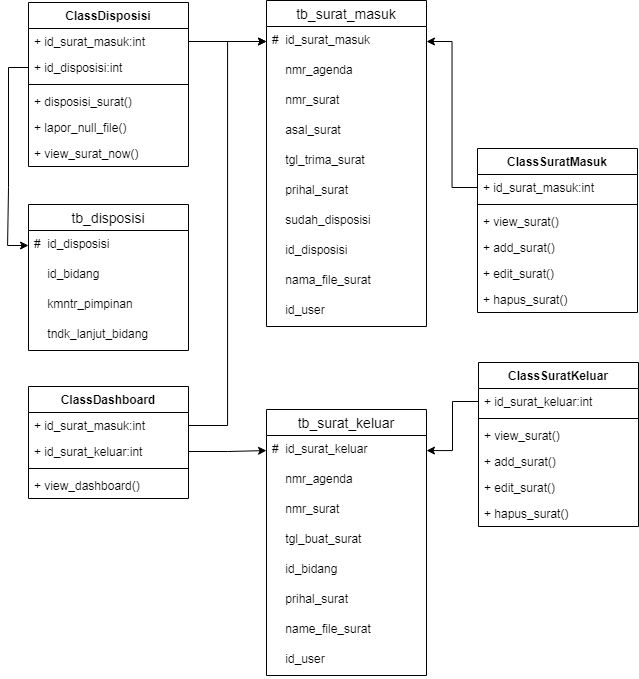 ClassDisposisi
+ id_surat_masuk:int
+ id_disposisi:int
+ disposisi_surat()
+ lapor_null_file()
+ view_surat_now()
tb_surat_masuk
# id_surat_masuk
nmr_agenda
nmr_surat
asal_surat
tgl_trima_surat
prihal_surat
sudah_disposisi
id_disposisi
nama_file_surat
id_user
ClassSuratMasuk
+ id_surat_masuk:int
+ view_surat()
+ add_surat()
+ edit_surat()
+ hapus_surat()
tb_disposisi
# id_disposisi
id_bidang
kmntr_pimpinan
tndk_lanjut_bidang
ClassDashboard
+ id_surat_masuk:int
+ id_surat_keluar:int
+ view_dashboard()
tb_surat_keluar
# id_surat_keluar
nmr_agenda
nmr_surat
tgl_buat_surat
id_bidang
prihal_surat
name_file_surat
id_user
ClassSuratKeluar
+ id_surat_keluar:int
+ view_surat()
+ add_surat()
+ edit_surat()
+ hapus_surat()